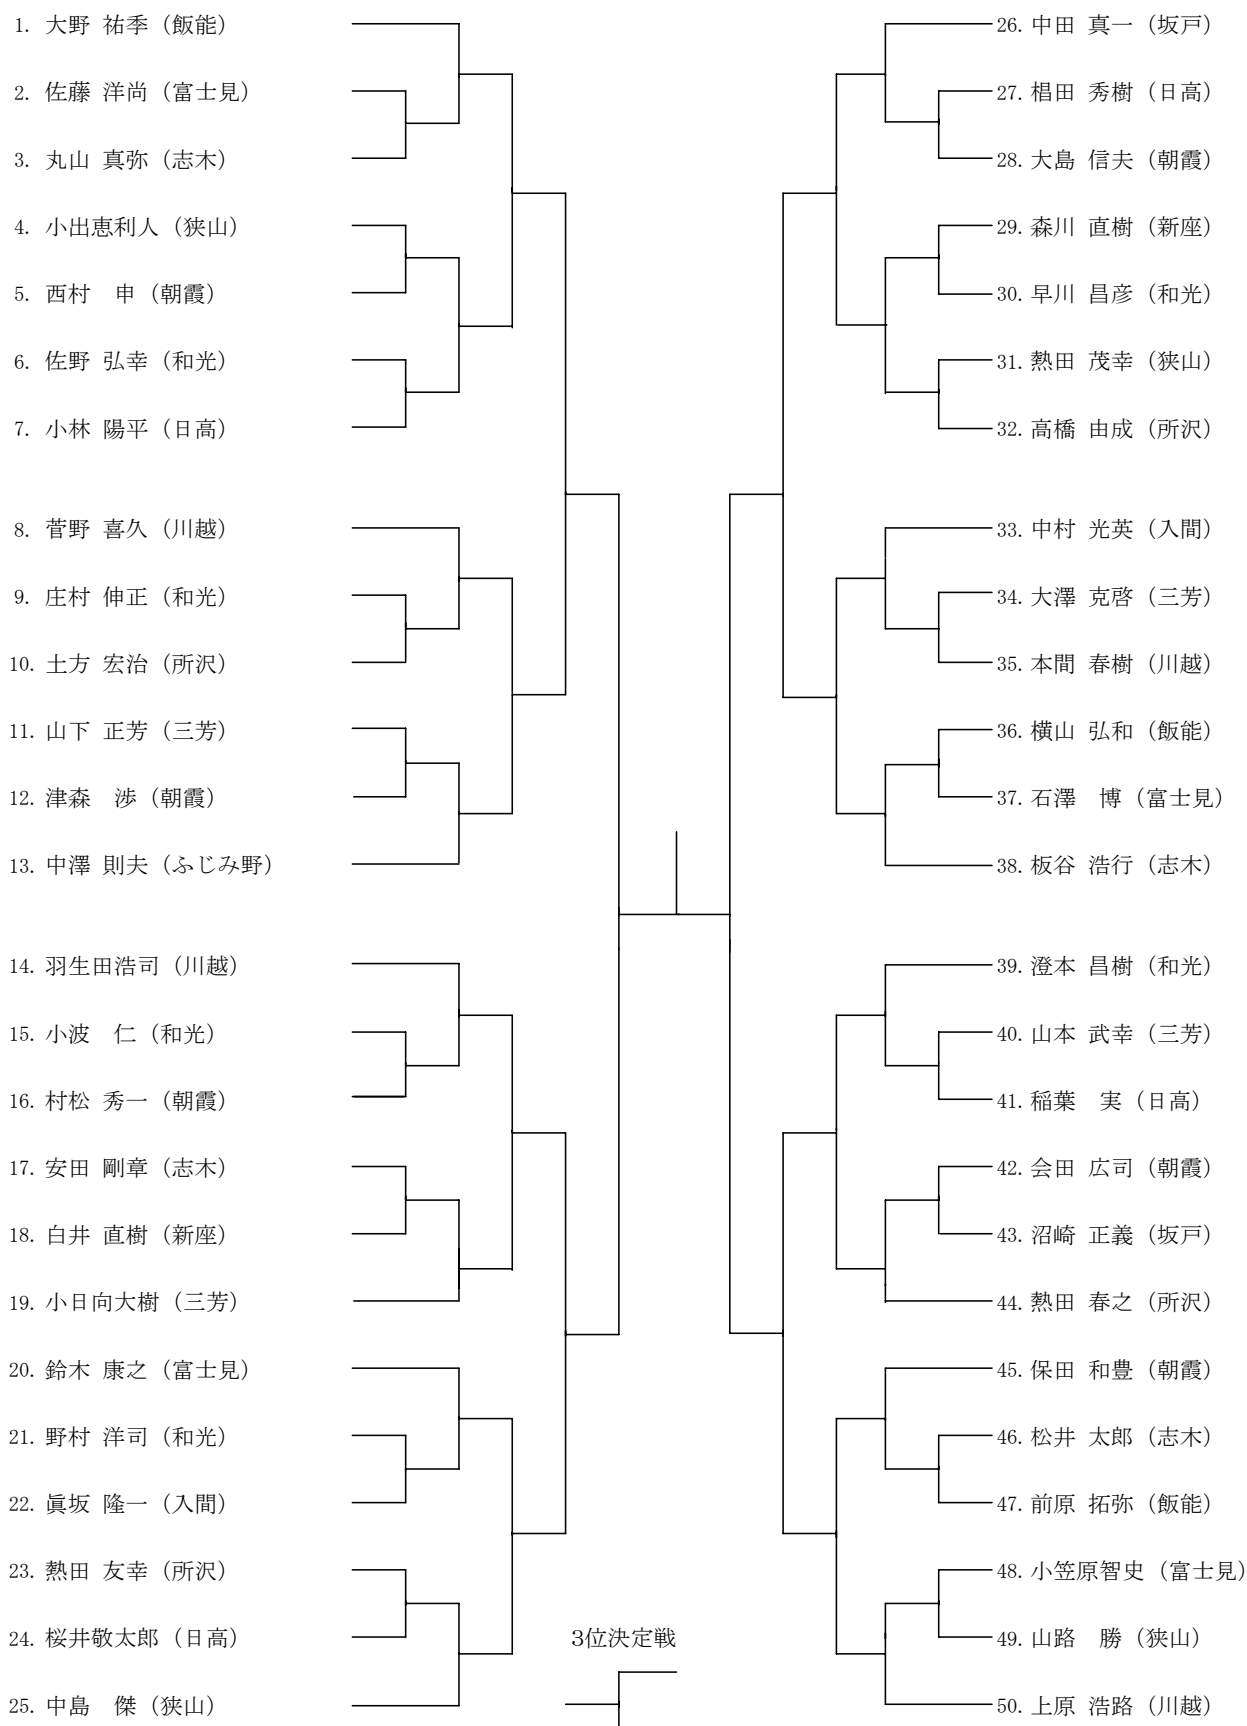 1. 大野 祐季（飯能）
2. 佐藤 洋尚（富士見）
3. 丸山 真弥（志木）
4. 小出恵利人（狭山）
5. 西村　申（朝霞）
6. 佐野 弘幸（和光）
7. 小林 陽平（日高）
8. 菅野 喜久（川越）
9. 庄村 伸正（和光）
10. 土方 宏治（所沢）
11. 山下 正芳（三芳）
12. 津森　渉（朝霞）
13. 中澤 則夫（ふじみ野）
14. 羽生田浩司（川越）
15. 小波　仁（和光）
16. 村松 秀一（朝霞）
17. 安田 剛章（志木）
18. 白井 直樹（新座）
19. 小日向大樹（三芳）
20. 鈴木 康之（富士見）
21. 野村 洋司（和光）
22. 眞坂 隆一（入間）
23. 熱田 友幸（所沢）
24. 桜井敬太郎（日高）
25. 中島　傑（狭山）
3位決定戦
26. 中田 真一（坂戸）
27. 椙田 秀樹（日高）
28. 大島 信夫（朝霞）
29. 森川 直樹（新座）
30. 早川 昌彦（和光）
31. 熱田 茂幸（狭山）
32. 高橋 由成（所沢）
33. 中村 光英（入間）
34. 大澤 克啓（三芳）
35. 本間 春樹（川越）
36. 横山 弘和（飯能）
37. 石澤　博（富士見）
38. 板谷 浩行（志木）
39. 澄本 昌樹（和光）
40. 山本 武幸（三芳）
41. 稲葉　実（日高）
42. 会田 広司（朝霞）
43. 沼崎 正義（坂戸）
44. 熱田 春之（所沢）
45. 保田 和豊（朝霞）
46. 松井 太郎（志木）
47. 前原 拓弥（飯能）
48. 小笠原智史（富士見）
49. 山路　勝（狭山）
50. 上原 浩路（川越）